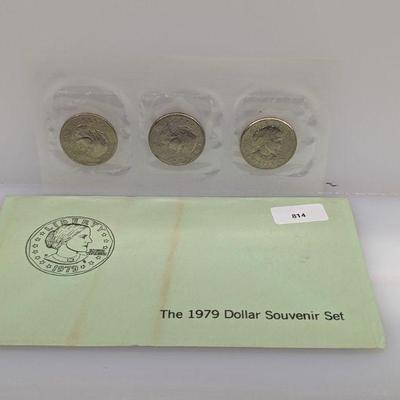 814
LIBERTY
1979
The 1979 Dollar Souvenir Set